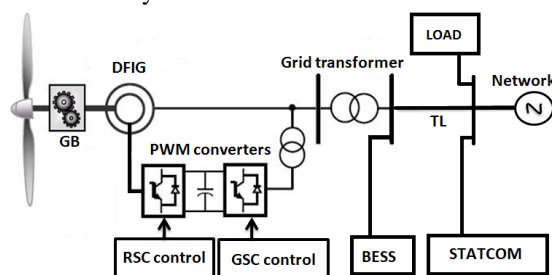 LOAD
DFIG
Grid transformer
Network
GB
PWM converters
TL
RSC control
GSC control
BESS
STATCOM